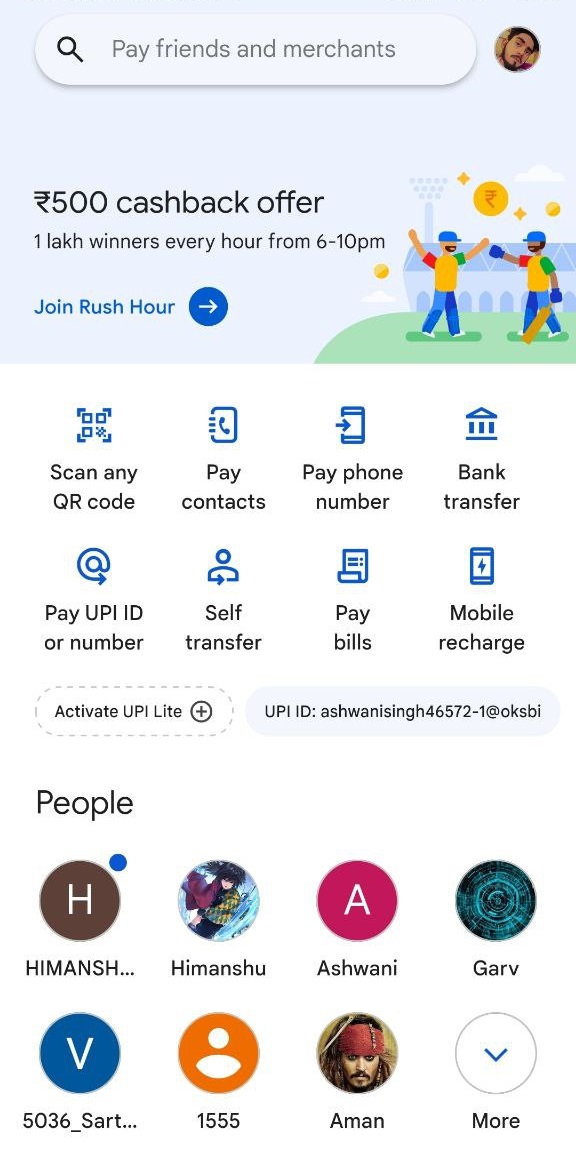 Pay friends and merchants
₹500 cashback offer
1 lakh winners every hour from 6-10pm
₹
Join Rush Hour
Scan any
QR code
Pay
contacts
Pay phone
number
Bank
transfer
Pay UPI ID
or number
Self
transfer
Pay
bills
Mobile
recharge
Activate UPI Lite
UPI ID: ashwanisingh46572-1@oksbi
People
H
HIMANSH...
Himanshu
A
Ashwani
Garv
V
5036_Sart...
1555
Aman
More